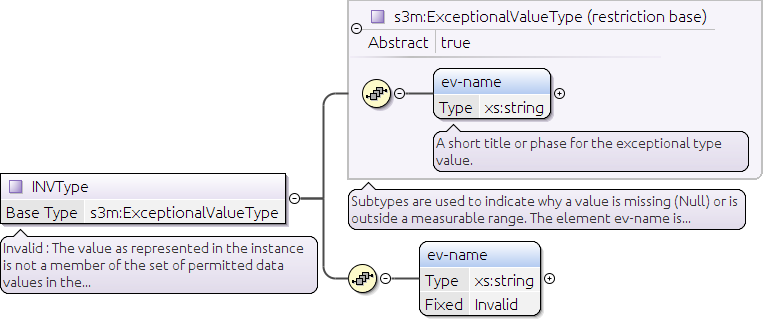 s3m:ExceptionalValueType (restriction base)
Abstract true
ev-name
Type xs:string
A short title or phase for the exceptional type
value.
INVType
Base Type s3m:ExceptionalValueType
Invalid : The value as represented in the instance
is not a member of the set of permitted data
values in the...
Subtypes are used to indicate why a value is missing (Null) or is
outside a measurable range. The element ev-name is...
ev-name
Type xs:string
Fixed Invalid